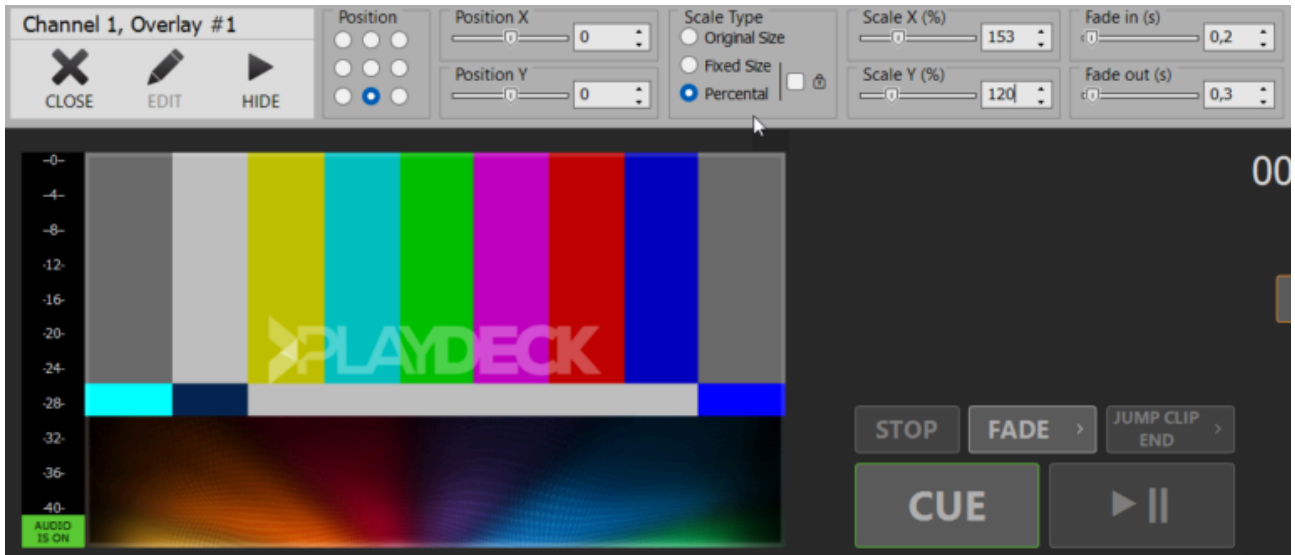 Channel 1, Overlay #1
CLOSE
EDIT
HIDE
Position
Position X
0
Position Y
0
Scale Type
Original Size
Fixed Size
Percental
Scale X (%)
153
Scale Y (%)
120
Fade in (s)
0,2
Fade out (s)
0,3
-0-
-4-
-8-
-12-
-16-
-20-
-24-
-28-
-32-
-36-
-40-
AUDIO
IS ON
PLAYDECK
00
STOP
FADE
JUMP CLIP
END
CUE